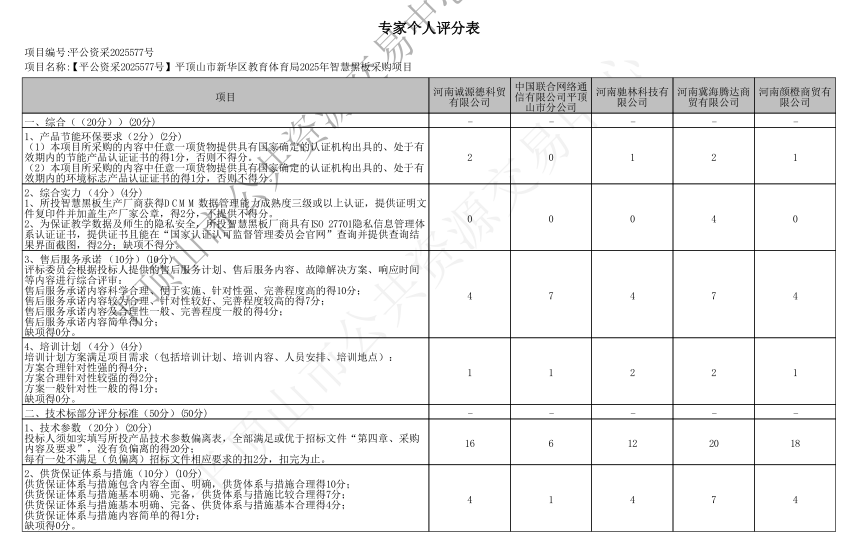 专家个人评分表
项目编号:平公资采2025577号
项目名称:【平公资采2025577号】平顶山市新华区教育体育局2025年智慧黑板采购项目
项目 河南诚源德科贸有限公司 中国联合网络通信有限公司平顶山市分公司 河南驰林科技有限公司 河南冀海腾达商贸有限公司 河南颜橙商贸有限公司
一、综合（（20分））(20分) – – – – –
1、产品节能环保要求（2分）(2分)
（1）本项目所采购的内容中任意一项货物提供具有国家确定的认证机构出具的、处于有
效期内的节能产品认证证书的得1分，否则不得分。
（2）本项目所采购的内容中任意一项货物提供具有国家确定的认证机构出具的、处于有
效期内的环境标志产品认证证书的得1分，否则不得分。
2 0 1 2 1
2、综合实力（4分）(4分)
1、所投智慧黑板生产厂商获得DCMM 数据管理能力成熟度三级或以上认证，提供证明文
件复印件并加盖生产厂家公章，得2分，不提供不得分。
2、为保证教学数据及师生的隐私安全，所投智慧黑板厂商具有ISO 27701隐私信息管理体
系认证证书，提供证书且能在“国家认证认可监督管理委员会官网”查询并提供查询结
果界面截图，得2分；缺项不得分。
0 0 0 4 0
3、售后服务承诺（10分）(10分)
评标委员会根据投标人提供的售后服务计划、售后服务内容、故障解决方案、响应时间
等内容进行综合评审：
售后服务承诺内容科学合理、便于实施、针对性强、完善程度高的得10分；
售后服务承诺内容较为合理、针对性较好、完善程度较高的得7分；
售后服务承诺内容及合理性一般、完善程度一般的得4分；
售后服务承诺内容简单得1分；
缺项得0分。
4 7 4 7 4
4、培训计划（4分）(4分)
培训计划方案满足项目需求（包括培训计划、培训内容、人员安排、培训地点）；
方案合理针对性强的得4分；
方案合理针对性较强的得2分；
方案一般针对性一般的得1分；
缺项得0分。
1 1 2 2 1
二、技术标部分评分标准（50分）(50分) – – – – –
1、技术参数（20分）(20分)
投标人须如实填写所投产品技术参数偏离表，全部满足或优于招标文件“第四章、采购
内容及要求”，没有负偏离的得20分；
每有一处不满足（负偏离）招标文件相应要求的扣2分，扣完为止。
16 6 12 20 18
2、供货保证体系与措施（10分）(10分)
供货保证体系与措施包含内容全面、明确，供货体系与措施合理得10分；
供货保证体系与措施基本明确、完备，供货体系与措施比较合理得7分；
供货保证体系与措施基本明确、完备、供货体系与措施基本合理得4分；
供货保证体系与措施内容简单的得1分；
缺项得0分。
4 1 4 7 4
平顶山市公共资源交易中心
平顶山市公共资源交易中心